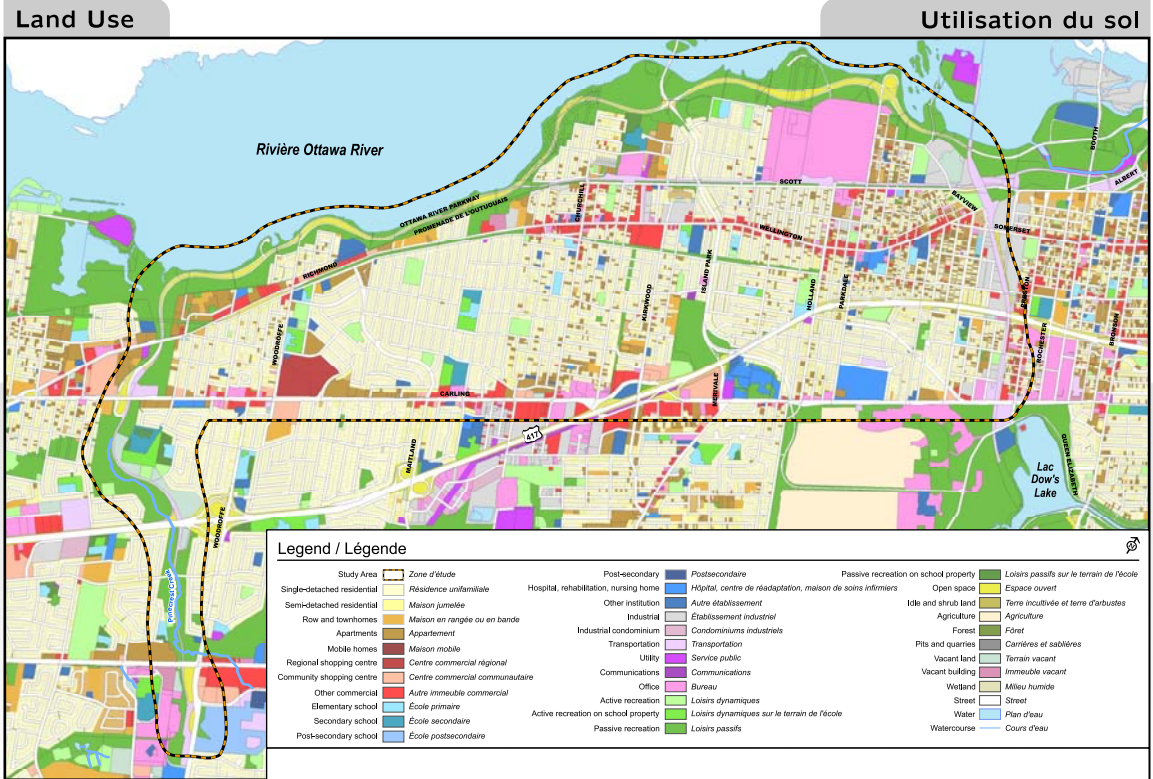 Land Use
Utilisation du sol
Rivière Ottawa River
OTTAWA RIVER PARKWAY
PROMENADE DE L'OUTUOUAIS
CHURCHILL
SCOTT
BOOTH
ALBERT
BAYVIEW
SOMERSET
WELLINGTON
RICHMOND
ISLAND PARK
KIRKWOOD
HOLLAND
PARKDALE
PRESTON
ROCHESTER
BRONSON
WOODROFFE
CARLING
MERIVALE
417
MAITLAND
QUEEN ELIZABETH
Lac
Dow's
Lake
WOODROFFE
Pinecrest Creek
Legend / Légende
Study Area Zone d'étude
Single-detached residential Résidence unifamiliale
Semi-detached residential Maison jumelée
Row and townhomes Maison en rangée ou en bande
Apartments Appartement
Mobile homes Maison mobile
Regional shopping centre Centre commercial régional
Community shopping centre Centre commercial communautaire
Other commercial Autre immeuble commercial
Elementary school École primaire
Secondary school École secondaire
Post-secondary school École postsecondaire
Post-secondary Postsecondaire
Hospital, rehabilitation, nursing home Hôpital, centre de réadaptation, maison de soins infirmiers
Other institution Autre établissement
Industrial Établissement industriel
Industrial condominium Condominiums industriels
Transportation Transportation
Utility Service public
Communications Communications
Office Bureau
Active recreation Loisirs dynamiques
Active recreation on school property Loisirs dynamiques sur le terrain de l'école
Passive recreation Loisirs passifs
Passive recreation on school property Loisirs passifs sur le terrain de l'école
Open space Espace ouvert
Idle and shrub land Terre incultivée et terre d'arbustes
Agriculture Agriculture
Forest Fôret
Pits and quarries Carrières et sablières
Vacant land Terrain vacant
Vacant building Immeuble vacant
Wetland Milieu humide
Street Street
Water Plan d'eau
Watercourse Cours d'eau